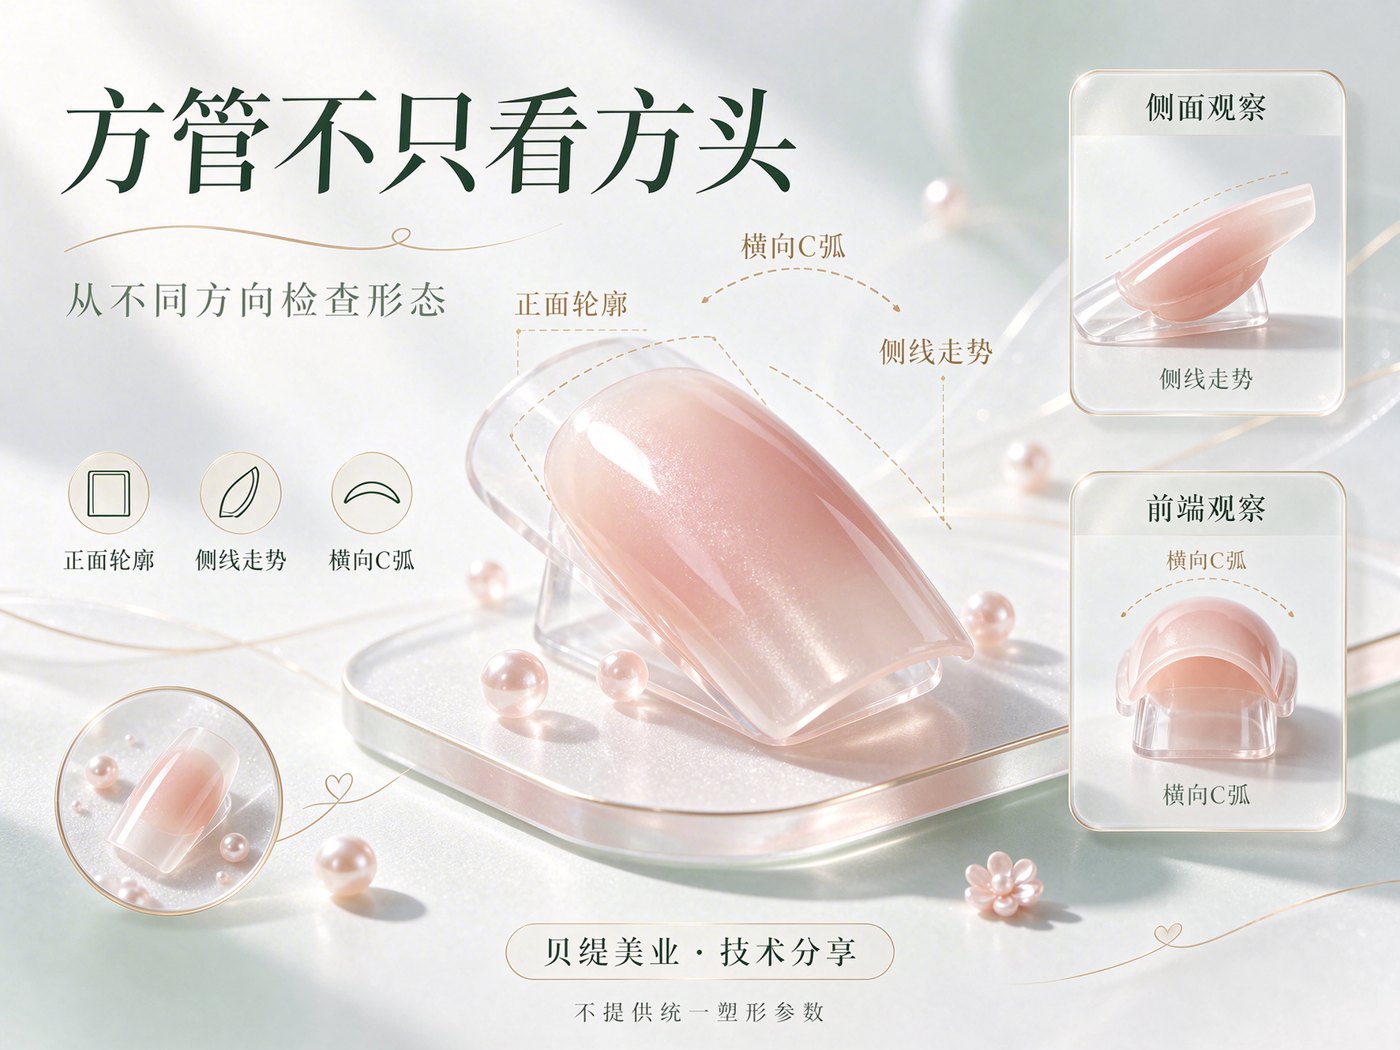 方管不只看方头
从不同方向检查形态
正面轮廓
横向C弧
侧线走势
正面轮廓
侧线走势
横向C弧
侧面观察
侧线走势
前端观察
横向C弧
横向C弧
贝缇美业·技术分享
不提供统一塑形参数